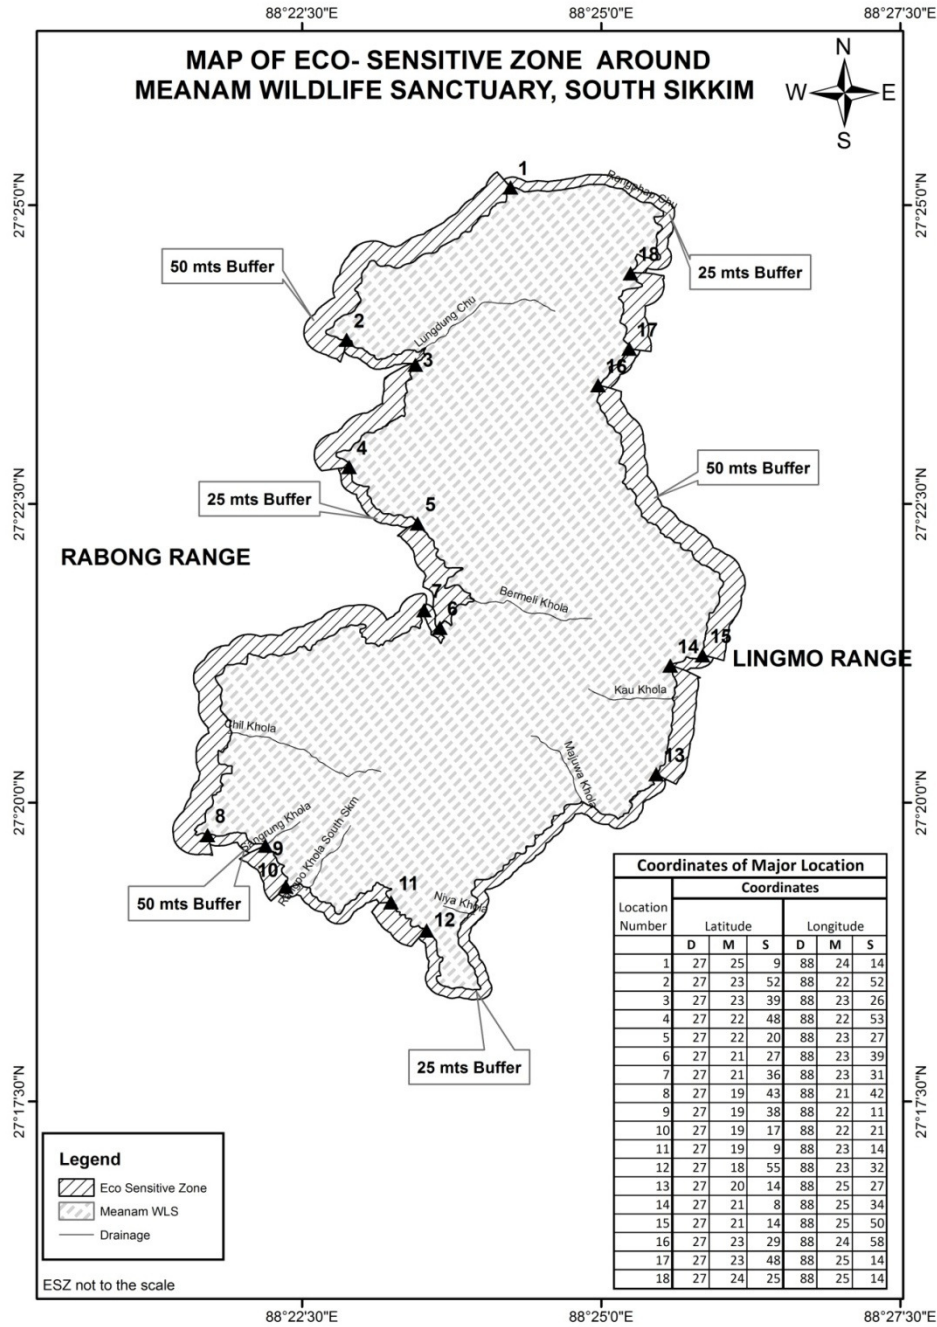 88°22'30"E 88°25'0"E 88°27'30"E
MAP OF ECO- SENSITIVE ZONE AROUND
MEANAM WILDLIFE SANCTUARY, SOUTH SIKKIM
N
W E
S
1
Rongphap Chu
27°25'0"N 27°25'0"N
50 mts Buffer
25 mts Buffer
18
2
Lungdung Chu
17
3
16
4
50 mts Buffer
25 mts Buffer
5
27°22'30"N 27°22'30"N
RABONG RANGE
7
Bermeli Khola
6
14 15
LINGMO RANGE
Kau Khola
Chil Khola
Majuwa Khola
13
27°20'0"N 27°20'0"N
8
Sangrung Khola
9
Khola South Skm
10
50 mts Buffer
11
Niya Khola
12
25 mts Buffer
27°17'30"N 27°17'30"N
Coordinates of Major Location
Coordinates
Location
Number Latitude Longitude
D M S D M S
1 27 25 9 88 24 14
2 27 23 52 88 22 52
3 27 23 39 88 23 26
4 27 22 48 88 22 53
5 27 22 20 88 23 27
6 27 21 27 88 23 39
7 27 21 36 88 23 31
8 27 19 43 88 21 42
9 27 19 38 88 22 11
10 27 19 17 88 22 21
11 27 19 9 88 23 14
12 27 18 55 88 23 32
13 27 20 14 88 25 27
14 27 21 8 88 25 34
15 27 21 14 88 25 50
16 27 23 29 88 24 58
17 27 23 48 88 25 14
18 27 24 25 88 25 14
Legend
Eco Sensitive Zone
Meanam WLS
Drainage
ESZ not to the scale
88°22'30"E 88°25'0"E 88°27'30"E